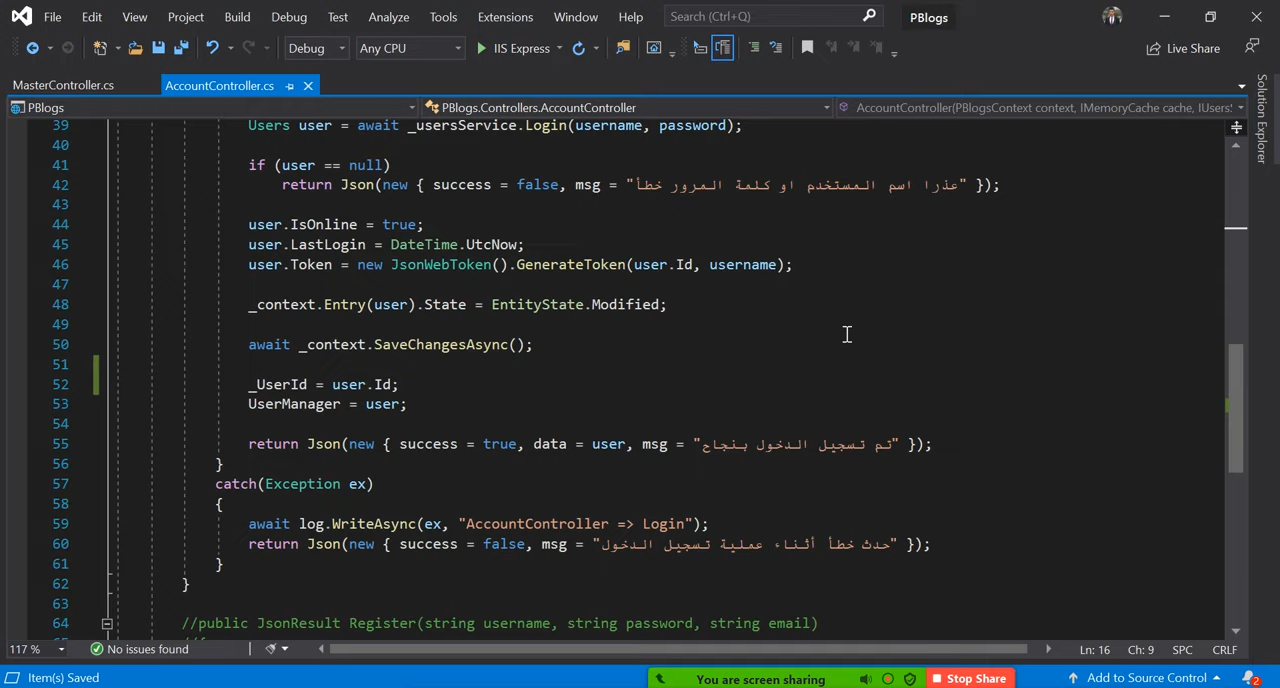 File Edit View Project Build Debug Test Analyze Tools Extensions Window Help Search (Ctrl+Q) PBlogs
Debug Any CPU IIS Express Live Share
MasterController.cs AccountController.cs
PBlogs PBlogs.Controllers.AccountController AccountController(PBlogsContext context, IMemoryCache cache, IUsers
Solution Explorer
39 Users user = await _usersService.Login(username, password);
40
41 if (user == null)
42 return Json(new { success = false, msg = "عذرا اسم المستخدم او كلمة المرور خطأ" });
43
44 user.IsOnline = true;
45 user.LastLogin = DateTime.UtcNow;
46 user.Token = new JsonWebToken().GenerateToken(user.Id, username);
47
48 _context.Entry(user).State = EntityState.Modified;
49
50 await _context.SaveChangesAsync();
51
52 _UserId = user.Id;
53 UserManager = user;
54
55 return Json(new { success = true, data = user, msg = "تم تسجيل الدخول بنجاح" });
56 }
57 catch(Exception ex)
58 {
59 await log.WriteAsync(ex, "AccountController => Login");
60 return Json(new { success = false, msg = "حدث خطأ أثناء عملية تسجيل الدخول" });
61 }
62 }
63
64 //public JsonResult Register(string username, string password, string email)
117 % No issues found Ln: 16 Ch: 9 SPC CRLF
Item(s) Saved You are screen sharing Stop Share Add to Source Control 2